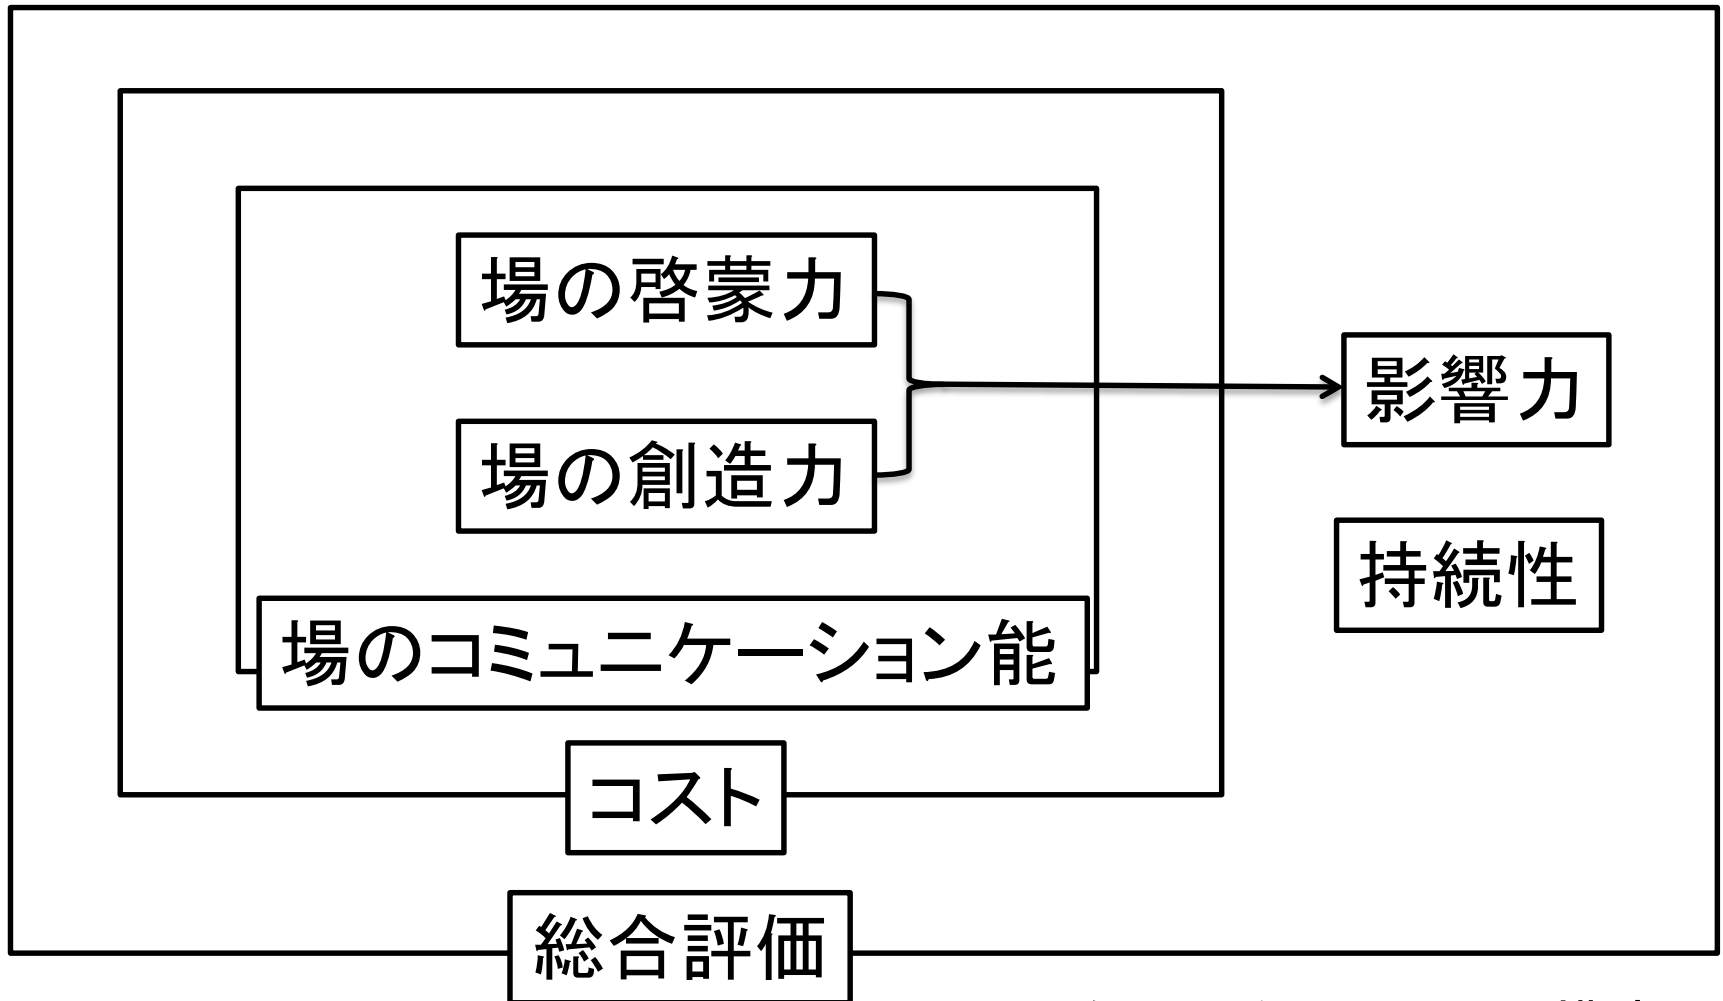 場の啓蒙力
場の創造力
影響力
持続性
場のコミュニケーション能
コスト
総合評価